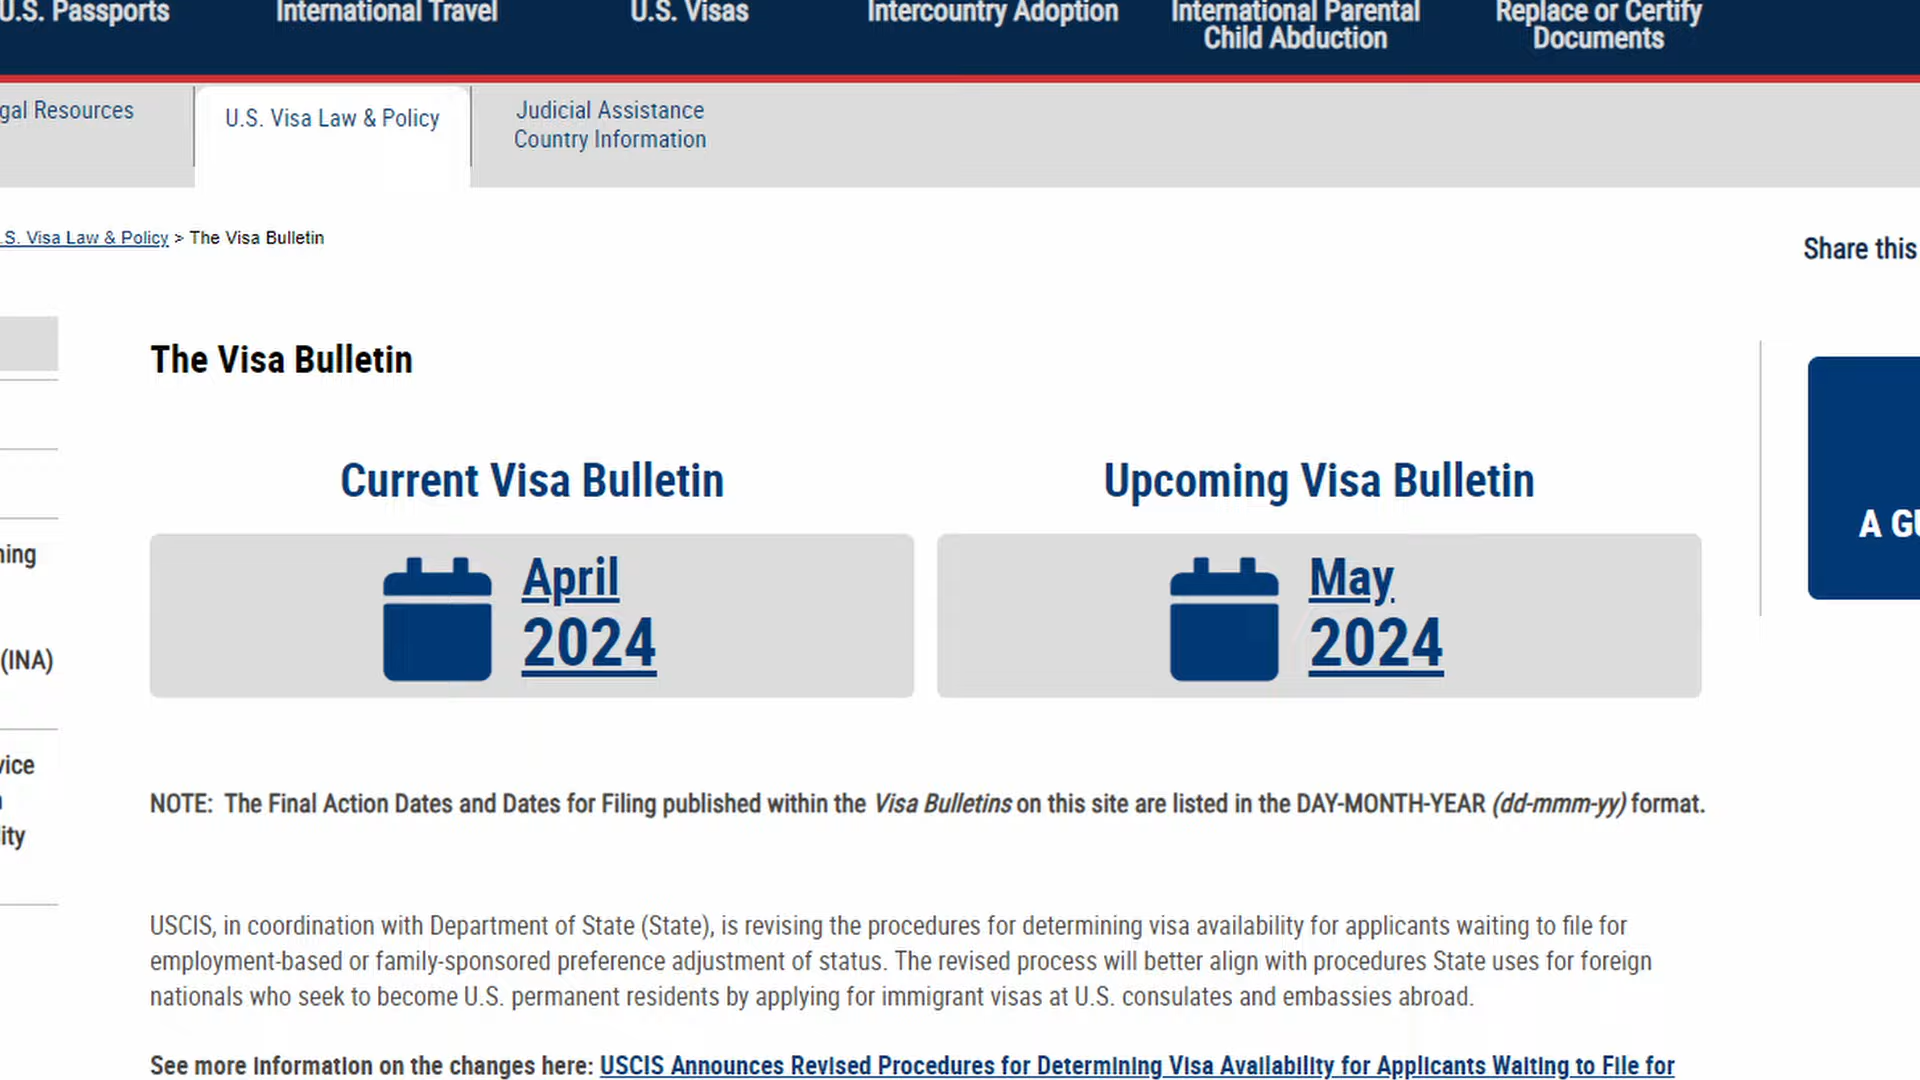 U.S. Passports
International Travel
U.S. Visas
Intercountry Adoption
International Parental
Child Abduction
Replace or Certify
Documents
gal Resources
U.S. Visa Law & Policy
Judicial Assistance
Country Information
.S. Visa Law & Policy > The Visa Bulletin
Share this
The Visa Bulletin
Current Visa Bulletin
Upcoming Visa Bulletin
April
2024
May
2024
A GU
ning
(INA)
vice
lity
NOTE: The Final Action Dates and Dates for Filing published within the Visa Bulletins on this site are listed in the DAY-MONTH-YEAR (dd-mmm-yy) format.
USCIS, in coordination with Department of State (State), is revising the procedures for determining visa availability for applicants waiting to file for
employment-based or family-sponsored preference adjustment of status. The revised process will better align with procedures State uses for foreign
nationals who seek to become U.S. permanent residents by applying for immigrant visas at U.S. consulates and embassies abroad.
See more information on the changes here: USCIS Announces Revised Procedures for Determining Visa Availability for Applicants Waiting to File for